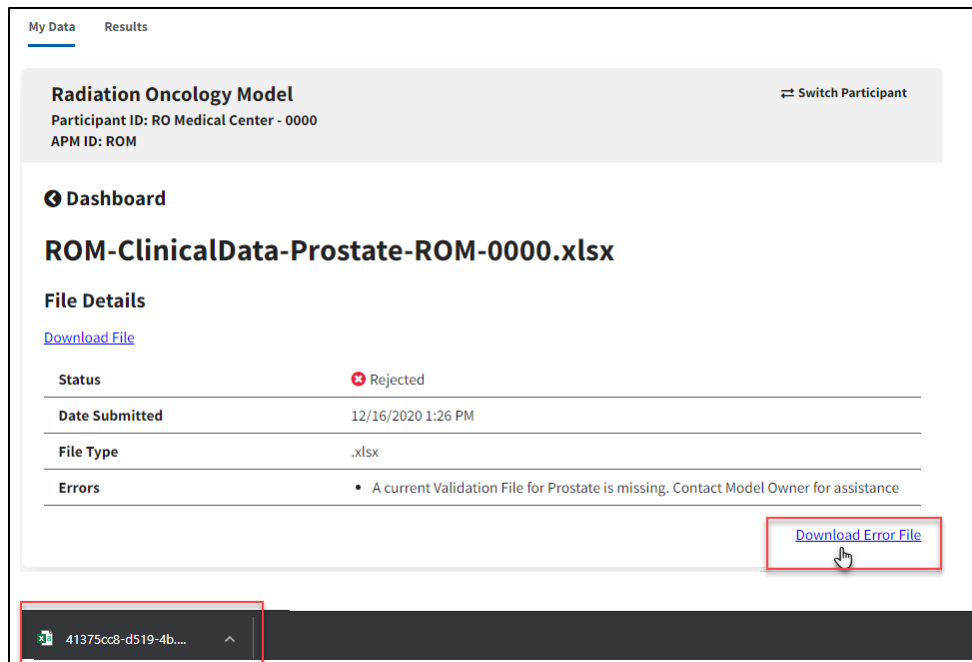 My Data Results
Radiation Oncology Model
⇄ Switch Participant
Participant ID: RO Medical Center - 0000
APM ID: ROM
Dashboard
ROM-ClinicalData-Prostate-ROM-0000.xlsx
File Details
Download File
Status Rejected
Date Submitted 12/16/2020 1:26 PM
File Type .xlsx
Errors • A current Validation File for Prostate is missing. Contact Model Owner for assistance
Download Error File
41375cc8-d519-4b....